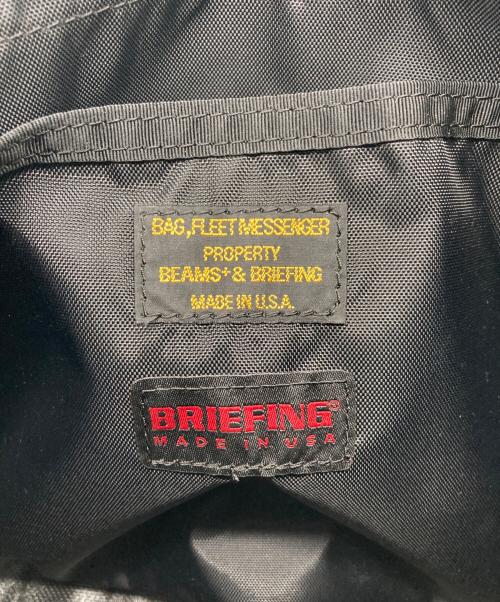 BAG, FLEET MESSENGER
PROPERTY
BEAMS+ & BRIEFING
MADE IN U.S.A.
BRIEFING®
MADE IN USA